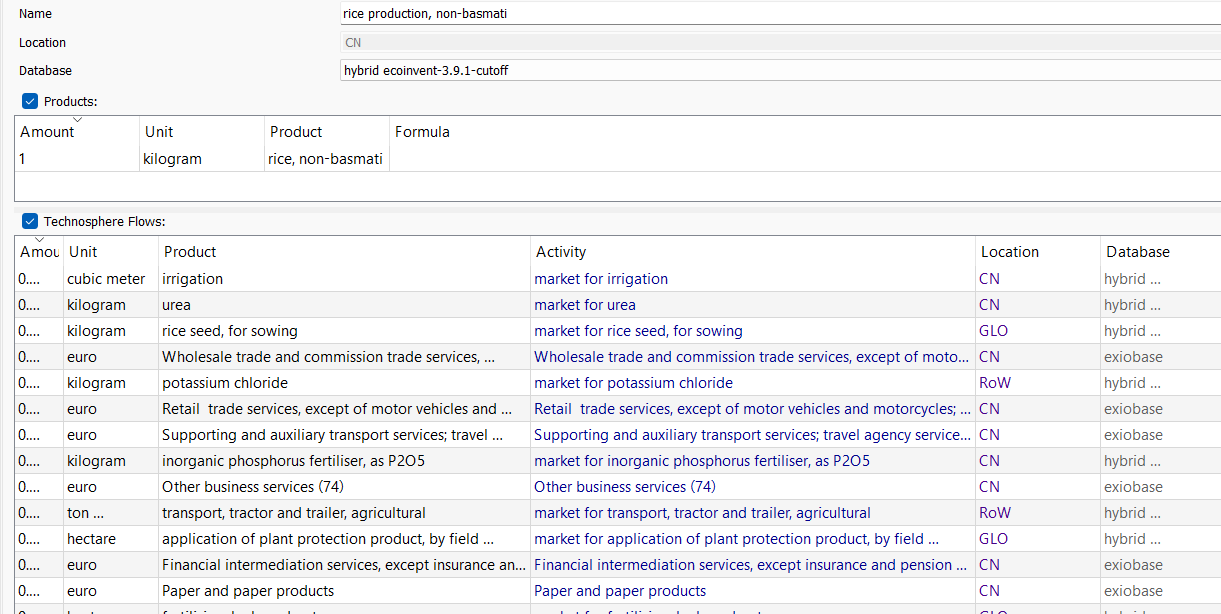 Name rice production, non-basmati
Location CN
Database hybrid ecoinvent-3.9.1-cutoff
Products:
Amount Unit Product Formula
1 kilogram rice, non-basmati
Technosphere Flows:
Amou Unit Product Activity Location Database
0.... cubic meter irrigation market for irrigation CN hybrid ...
0.... kilogram urea market for urea CN hybrid ...
0.... kilogram rice seed, for sowing market for rice seed, for sowing GLO hybrid ...
0.... euro Wholesale trade and commission trade services, ... Wholesale trade and commission trade services, except of moto... CN exiobase
0.... kilogram potassium chloride market for potassium chloride RoW hybrid ...
0.... euro Retail  trade services, except of motor vehicles and ... Retail  trade services, except of motor vehicles and motorcycles; ... CN exiobase
0.... euro Supporting and auxiliary transport services; travel ... Supporting and auxiliary transport services; travel agency service... CN exiobase
0.... kilogram inorganic phosphorus fertiliser, as P2O5 market for inorganic phosphorus fertiliser, as P2O5 CN hybrid ...
0.... euro Other business services (74) Other business services (74) CN exiobase
0.... ton ... transport, tractor and trailer, agricultural market for transport, tractor and trailer, agricultural RoW hybrid ...
0.... hectare application of plant protection product, by field ... market for application of plant protection product, by field ... GLO hybrid ...
0.... euro Financial intermediation services, except insurance an... Financial intermediation services, except insurance and pension ... CN exiobase
0.... euro Paper and paper products Paper and paper products CN exiobase